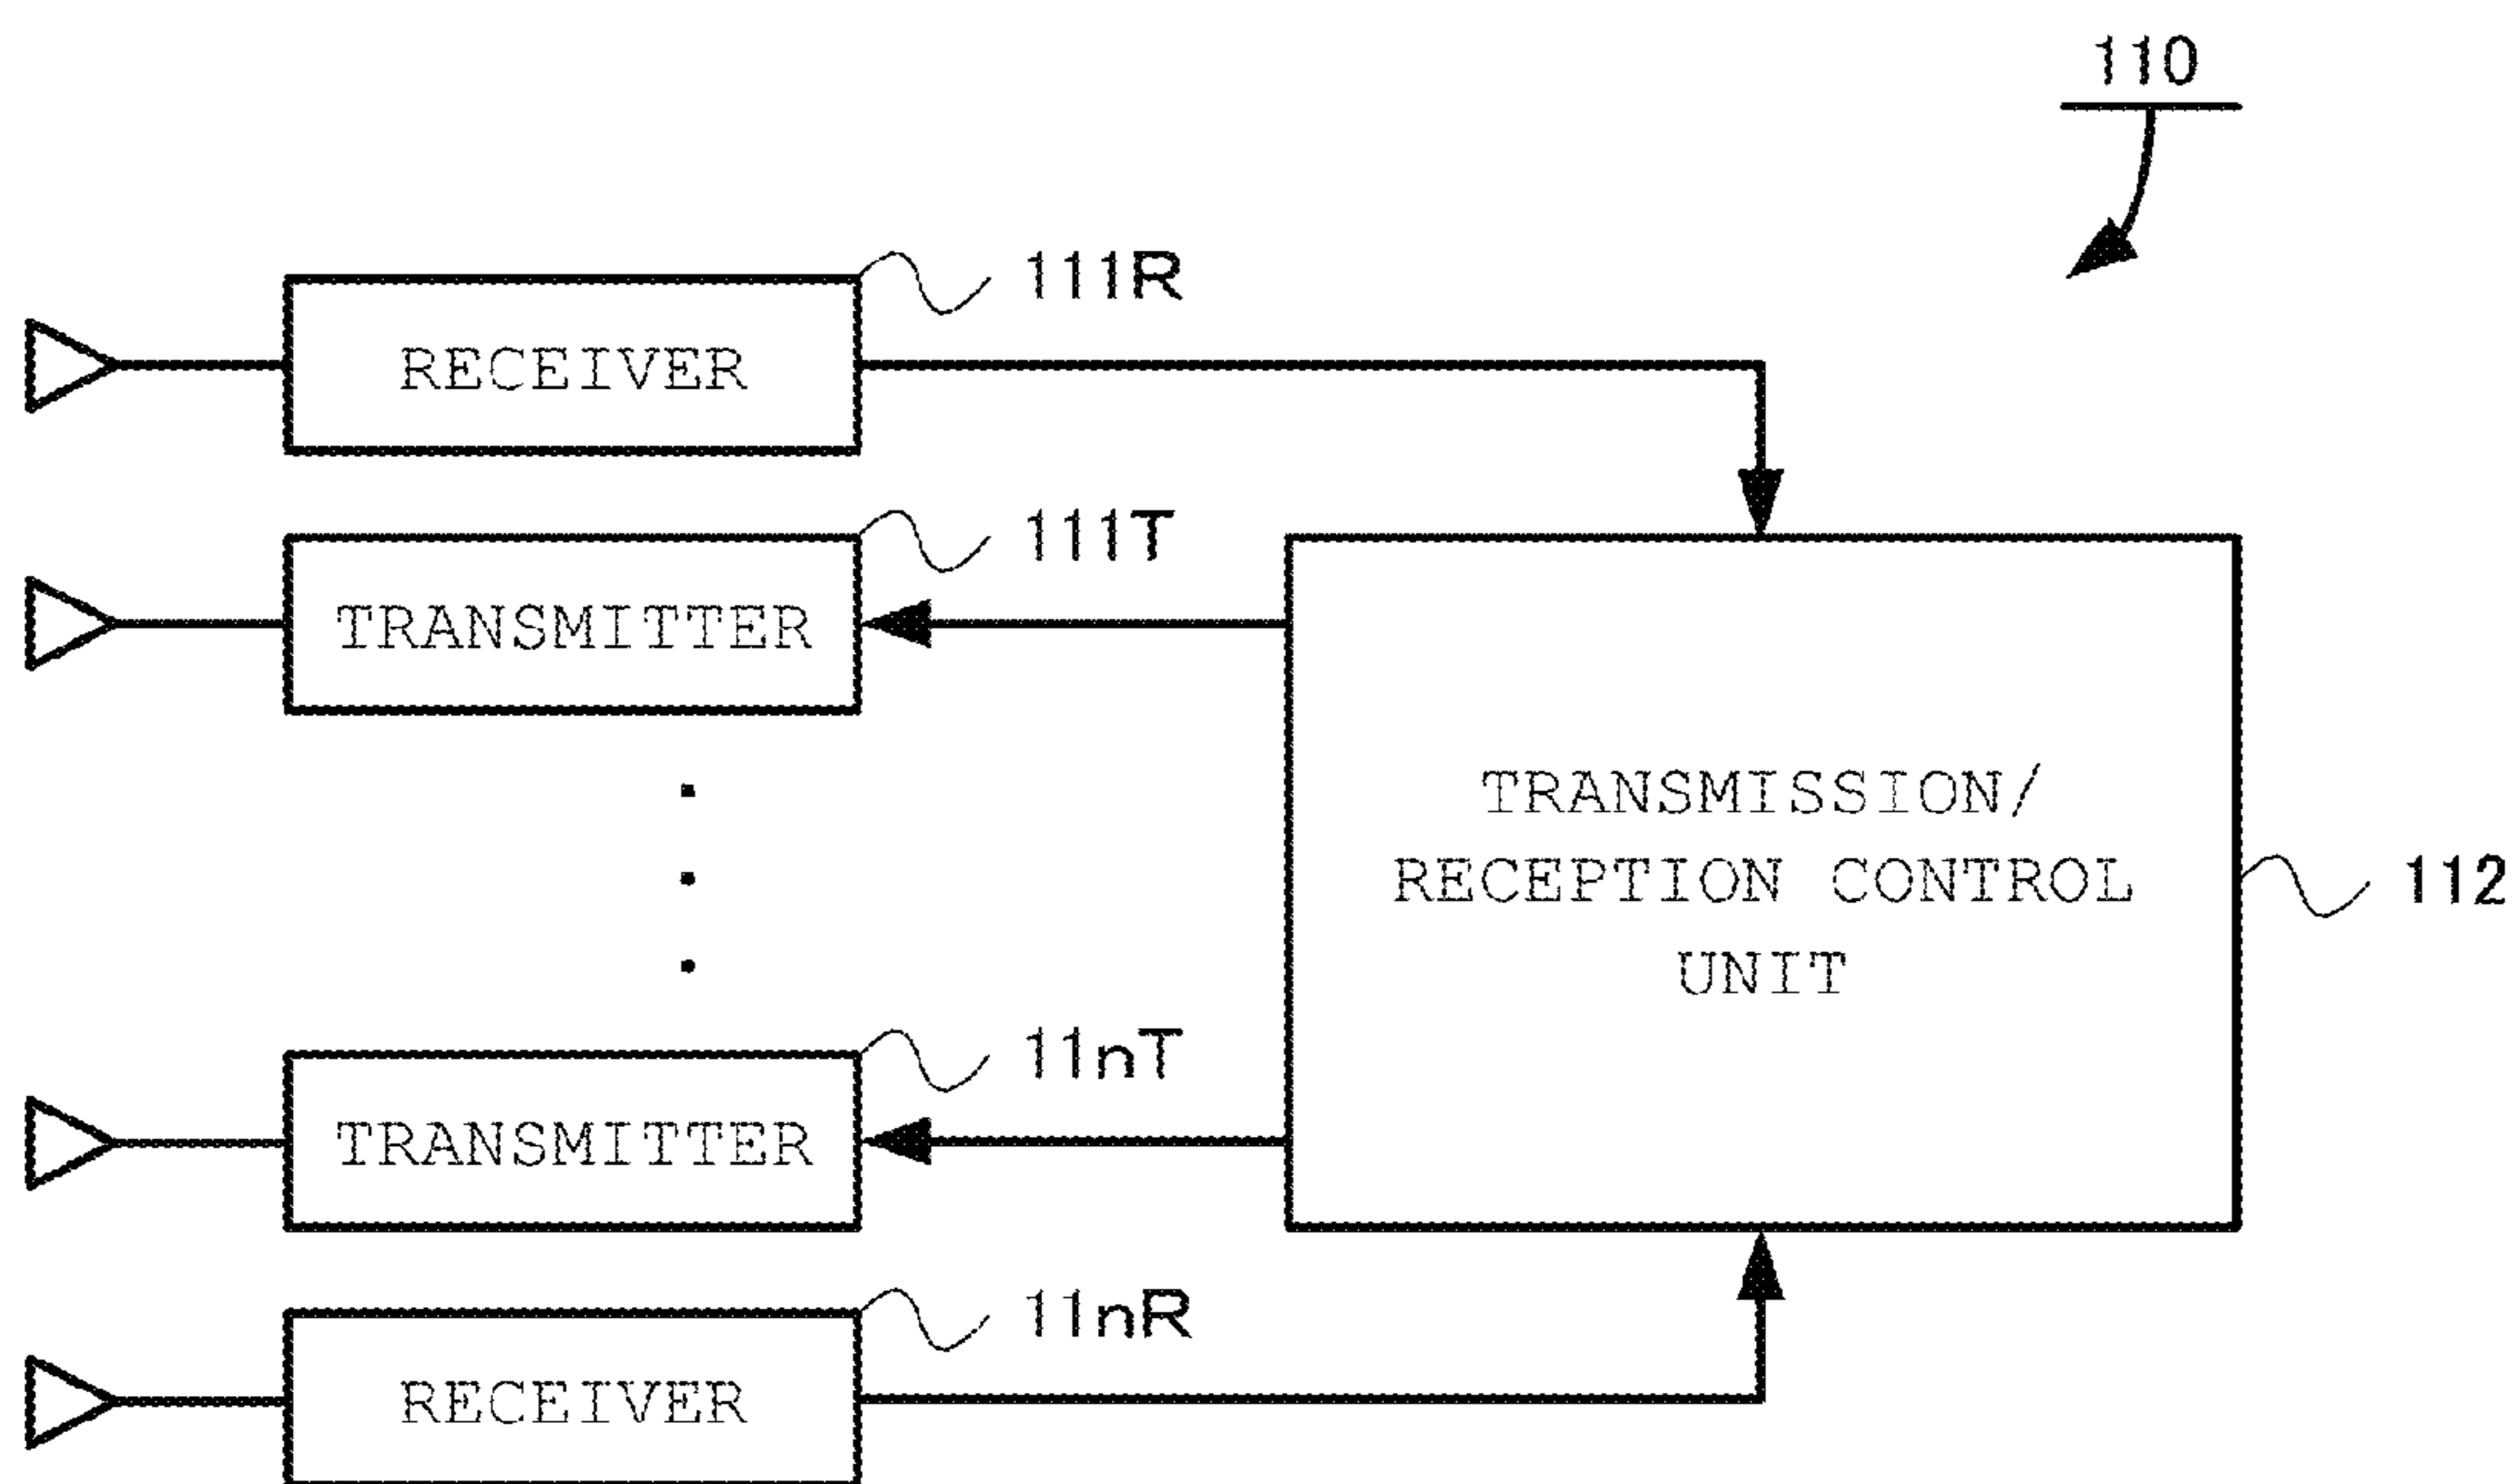 110
111R
RECEIVER
111T
TRANSMITTER
TRANSMISSION/
RECEPTION CONTROL
UNIT
112
11nT
TRANSMITTER
11nR
RECEIVER